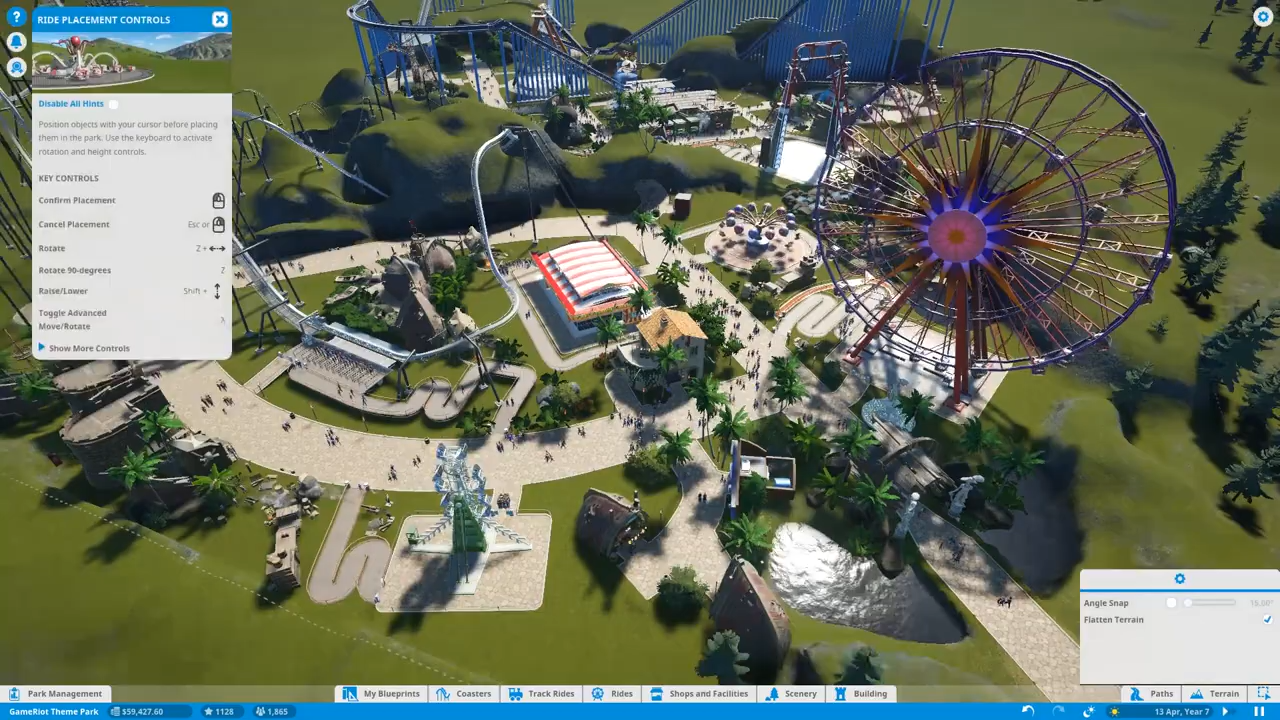 RIDE PLACEMENT CONTROLS
Disable All Hints
Position objects with your cursor before placing
them in the park. Use the keyboard to activate
rotation and height controls.
KEY CONTROLS
Confirm Placement
Cancel Placement Esc or
Rotate Z +
Rotate 90-degrees Z
Raise/Lower Shift +
Toggle Advanced
Move/Rotate X
Show More Controls
Angle Snap 15.00°
Flatten Terrain
Park Management
My Blueprints
Coasters
Track Rides
Rides
Shops and Facilities
Scenery
Building
Paths
Terrain
GameRiot Theme Park
$59,427.60
1128
1,865
13 Apr, Year 7